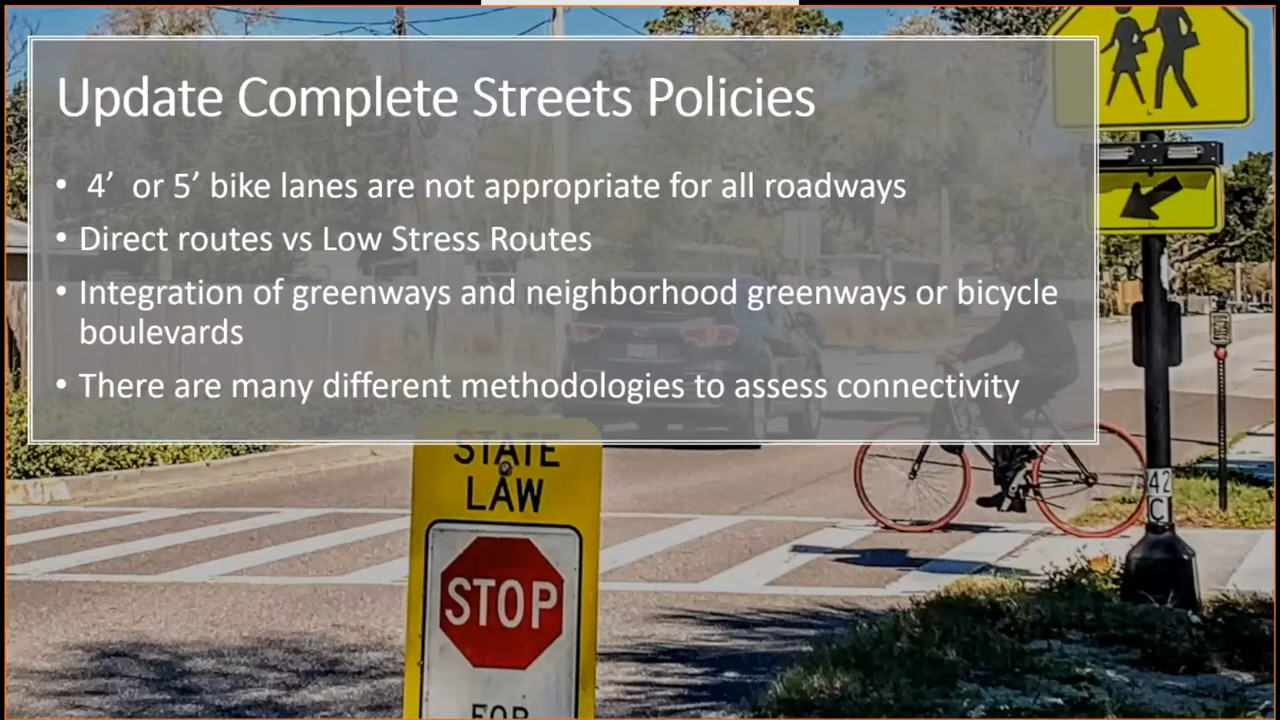 Update Complete Streets Policies
• 4’ or 5’ bike lanes are not appropriate for all roadways
• Direct routes vs Low Stress Routes
• Integration of greenways and neighborhood greenways or bicycle
boulevards
• There are many different methodologies to assess connectivity
STATE
LAW
STOP
FOR
42
C